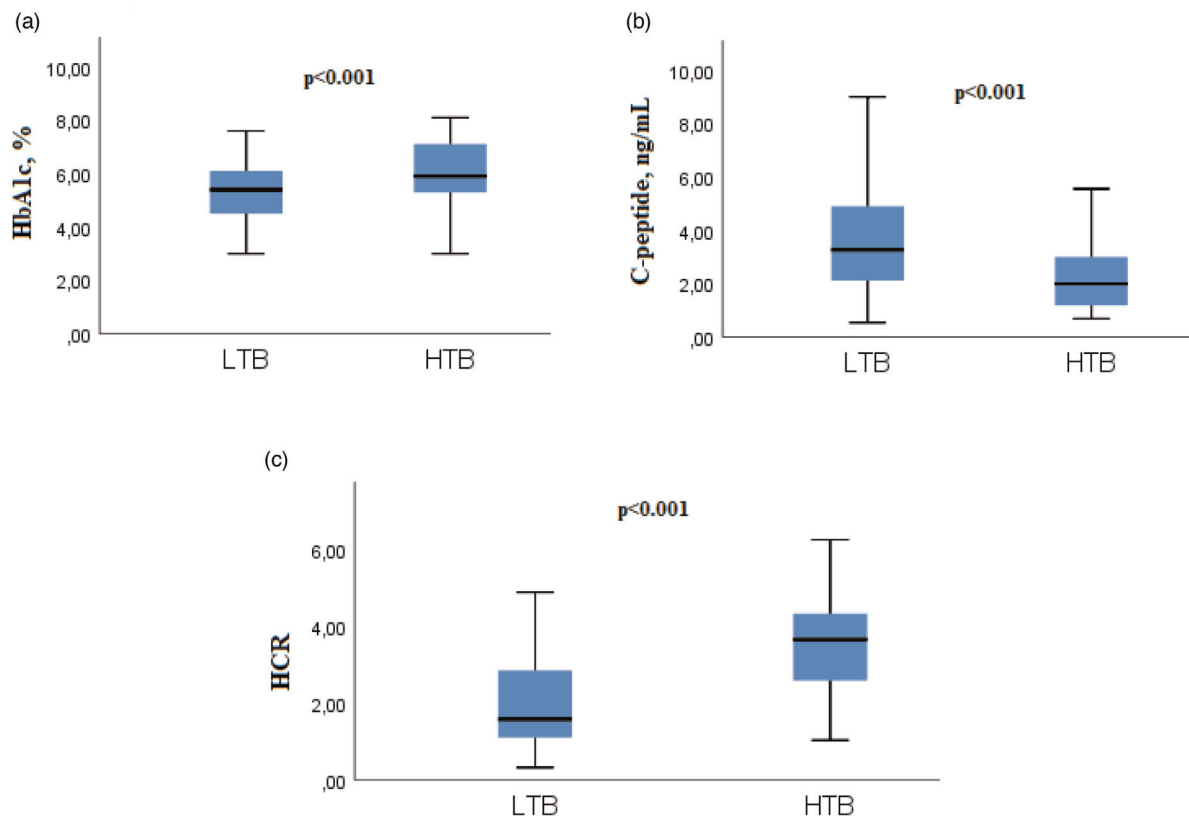 (a)
HbA1c, %
10,00
8,00
6,00
4,00
2,00
,00
p<0.001
LTB HTB
(b)
C-peptide, ng/mL
10,00
8,00
6,00
4,00
2,00
,00
p<0.001
LTB HTB
(c)
HCR
6,00
4,00
2,00
,00
p<0.001
LTB HTB